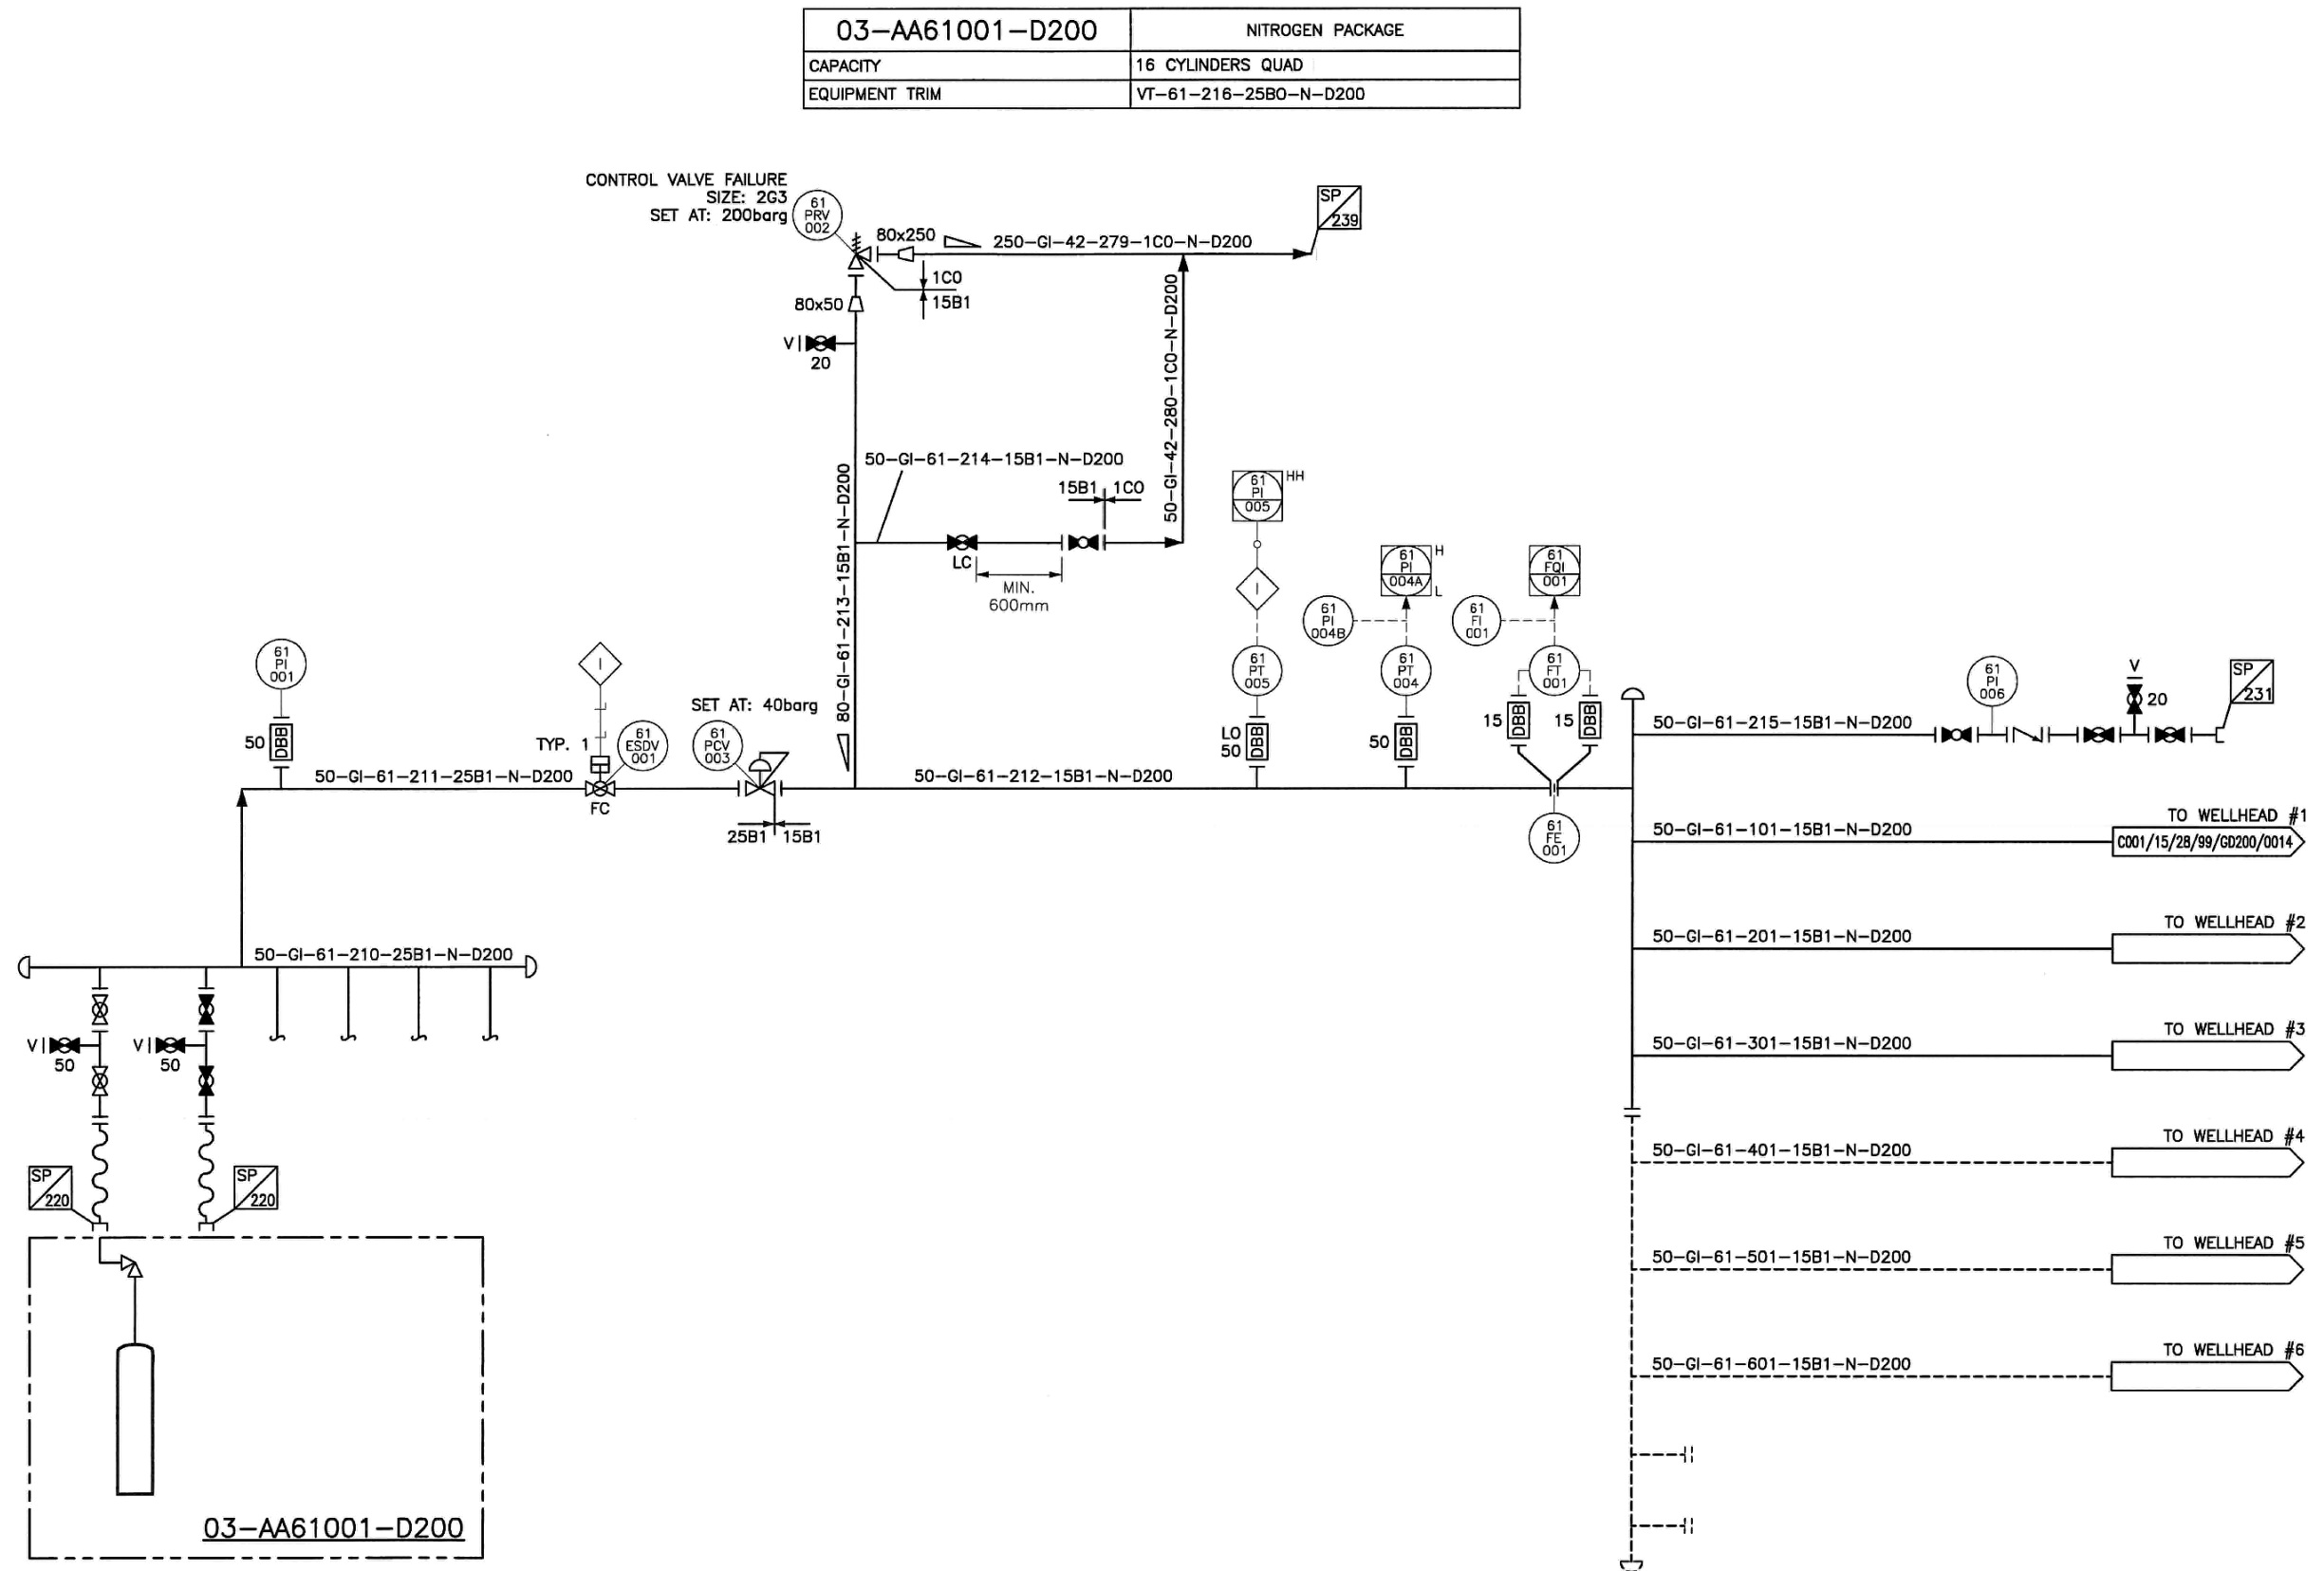 03-AA61001-D200
NITROGEN PACKAGE
CAPACITY
16 CYLINDERS QUAD
EQUIPMENT TRIM
VT-61-216-25B0-N-D200
CONTROL VALVE FAILURE
SIZE: 2G3
SET AT: 200barg
61
PRV
002
80x250
250-GI-42-279-1C0-N-D200
SP
239
1C0
15B1
80x50
V
20
50-GI-42-280-1C0-N-D200
50-GI-61-214-15B1-N-D200
15B1
1C0
LC
MIN.
600mm
80-GI-61-213-15B1-N-D200
61
PI
005
HH
I
61
PT
005
LO
50
DBB
61
PI
004A
H
L
61
PI
004B
61
PT
004
50
DBB
61
FQI
001
61
FI
001
61
FT
001
15
DBB
15
DBB
61
FE
001
61
PI
001
50
DBB
I
TYP. 1
61
ESDV
001
FC
SET AT: 40barg
61
PCV
003
25B1
15B1
50-GI-61-211-25B1-N-D200
50-GI-61-212-15B1-N-D200
50-GI-61-215-15B1-N-D200
61
PI
006
V
20
SP
231
50-GI-61-101-15B1-N-D200
TO WELLHEAD #1
C001/15/28/99/GD200/0014
50-GI-61-201-15B1-N-D200
TO WELLHEAD #2
50-GI-61-301-15B1-N-D200
TO WELLHEAD #3
50-GI-61-401-15B1-N-D200
TO WELLHEAD #4
50-GI-61-501-15B1-N-D200
TO WELLHEAD #5
50-GI-61-601-15B1-N-D200
TO WELLHEAD #6
50-GI-61-210-25B1-N-D200
V
50
V
50
SP
220
SP
220
03-AA61001-D200